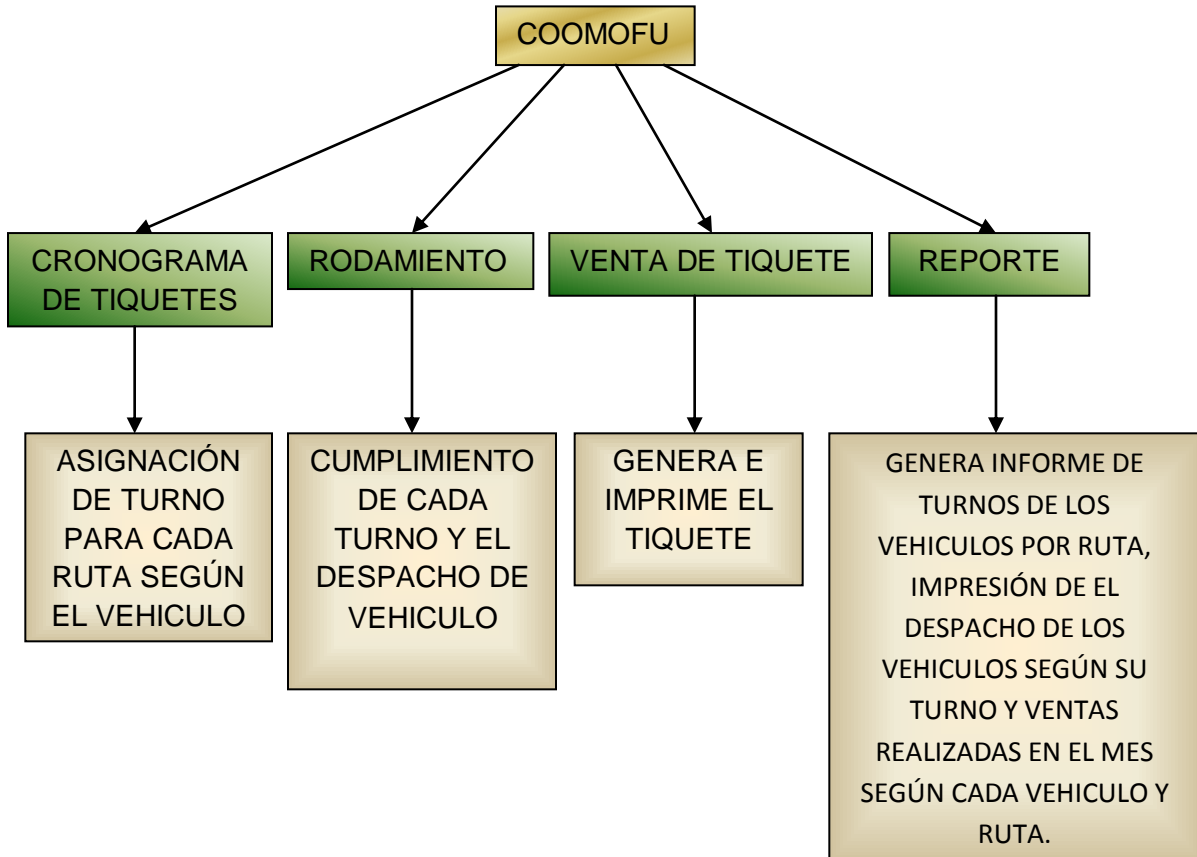 COOMOFU
CRONOGRAMA
DE TIQUETES
RODAMIENTO
VENTA DE TIQUETE
REPORTE
ASIGNACIÓN
DE TURNO
PARA CADA
RUTA SEGÚN
EL VEHICULO
CUMPLIMIENTO
DE CADA
TURNO Y EL
DESPACHO DE
VEHICULO
GENERA E
IMPRIME EL
TIQUETE
GENERA INFORME DE
TURNOS DE LOS
VEHICULOS POR RUTA,
IMPRESIÓN DE EL
DESPACHO DE LOS
VEHICULOS SEGÚN SU
TURNO Y VENTAS
REALIZADAS EN EL MES
SEGÚN CADA VEHICULO Y
RUTA.